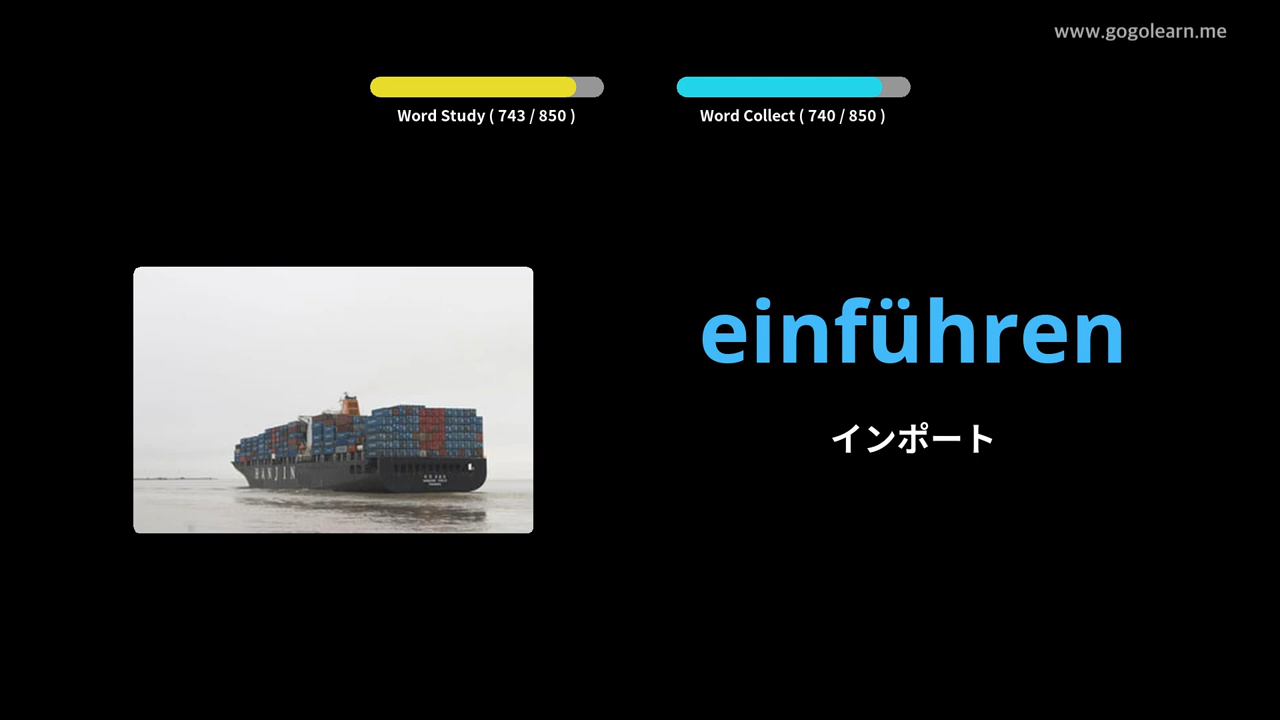 www.gogolearn.me
Word Study ( 743 / 850 )
Word Collect ( 740 / 850 )
einführen
インポート
HANJIN